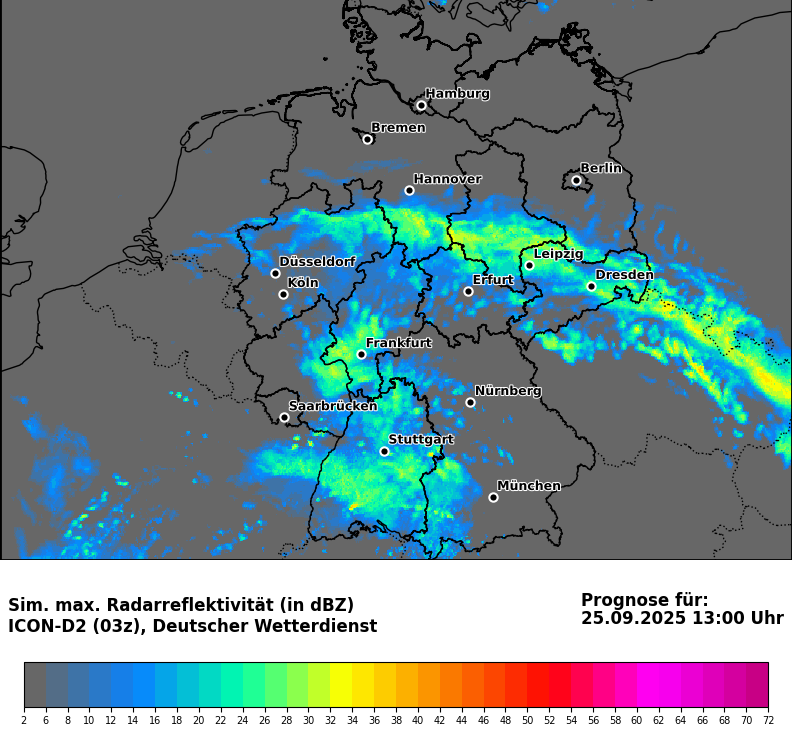 Hamburg
Bremen
Berlin
Hannover
Leipzig
Düsseldorf
Dresden
Köln
Erfurt
Frankfurt
Nürnberg
Saarbrücken
Stuttgart
München
Sim. max. Radarreflektivität (in dBZ)
ICON-D2 (03z), Deutscher Wetterdienst
Prognose für:
25.09.2025 13:00 Uhr
2 6 8 10 12 14 16 18 20 22 24 26 28 30 32 34 36 38 40 42 44 46 48 50 52 54 56 58 60 62 64 66 68 70 72